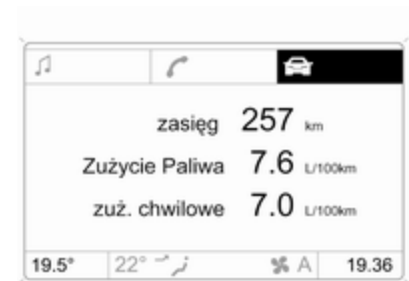 zasięg 257 km
Zużycie Paliwa 7.6 L/100km
zuż. chwilowe 7.0 L/100km
19.5° 22° A 19.36